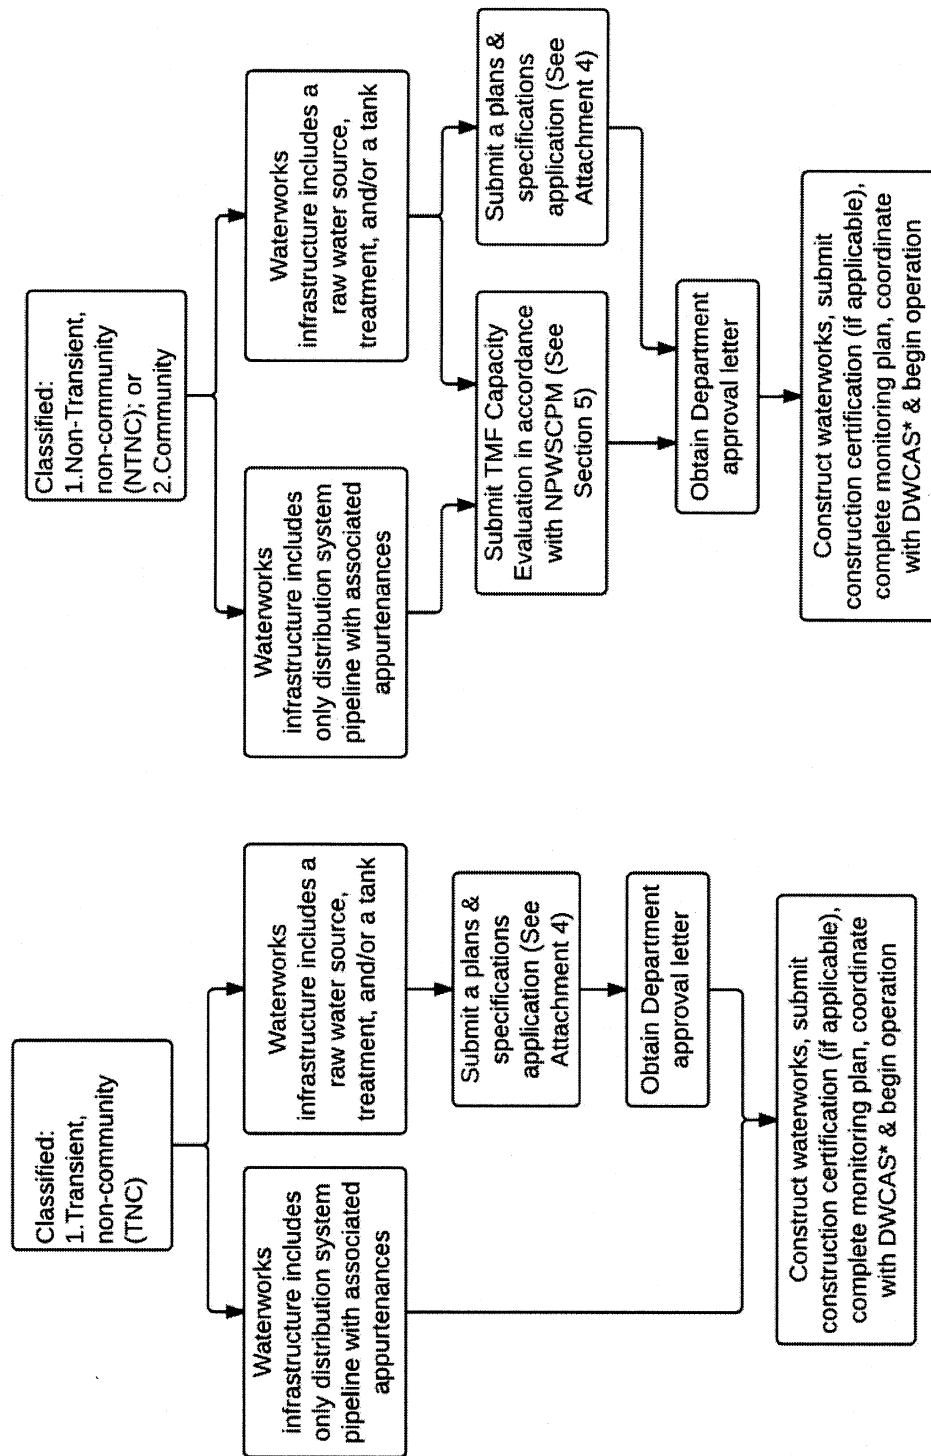 Classified:
1.Transient,
non-community
(TNC)
Waterworks
infrastructure includes
only distribution system
pipeline with associated
appurtenances
Waterworks
infrastructure includes a
raw water source,
treatment, and/or a tank
Submit a plans &
specifications
application (See
Attachment 4)
Obtain Department
approval letter
Construct waterworks, submit
construction certification (if applicable),
complete monitoring plan, coordinate
with DWCAS* & begin operation
Classified:
1.Non-Transient,
non-community
(NTNC); or
2.Community
Waterworks
infrastructure includes
only distribution system
pipeline with associated
appurtenances
Waterworks
infrastructure includes a
raw water source,
treatment, and/or a tank
Submit TMF Capacity
Evaluation in accordance
with NPWSCPM (See
Section 5)
Submit a plans &
specifications
application (See
Attachment 4)
Obtain Department
approval letter
Construct waterworks, submit
construction certification (if applicable),
complete monitoring plan, coordinate
with DWCAS* & begin operation